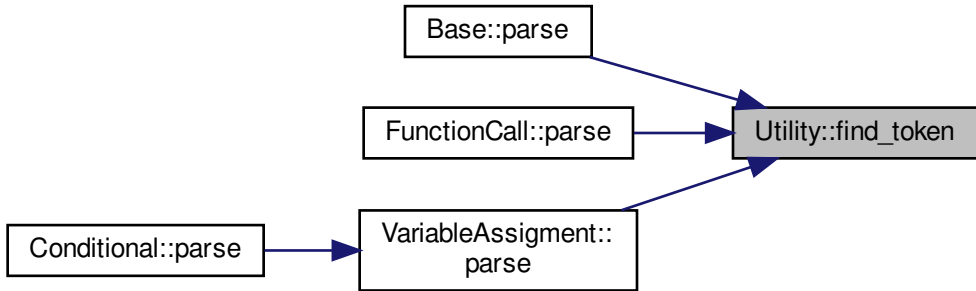 Base::parse
FunctionCall::parse
Utility::find_token
VariableAssigment::
parse
Conditional::parse